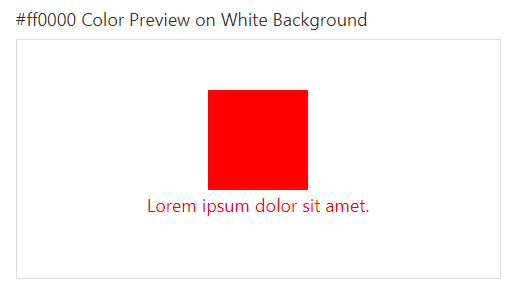 #ff0000 Color Preview on White Background
Lorem ipsum dolor sit amet.